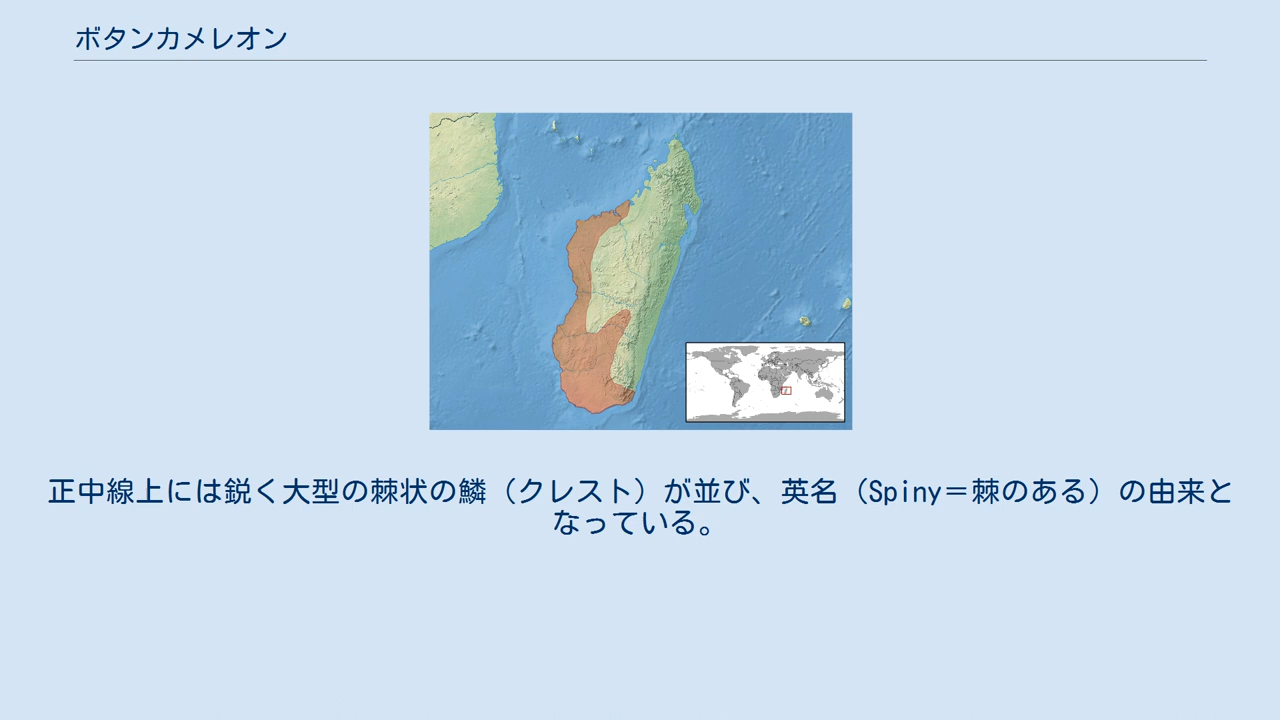 ボタンカメレオン
正中線上には鋭く大型の棘状の鱗（クレスト）が並び、英名（Spiny＝棘のある）の由来と
なっている。